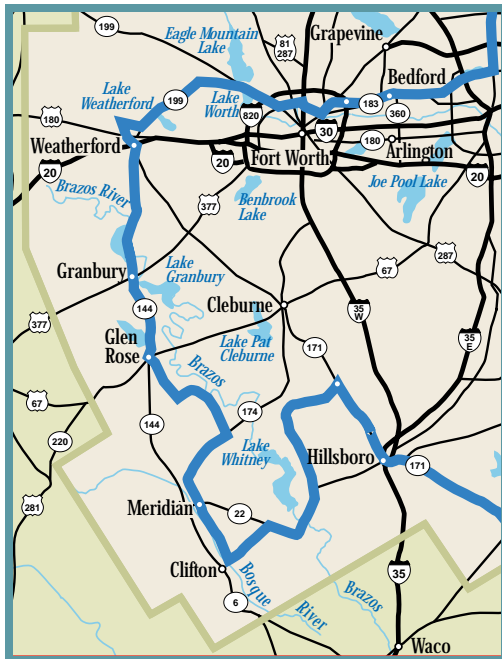 199
Eagle Mountain
Lake
81
287
Grapevine
Bedford
Lake
Weatherford
199
Lake
Worth
820
183
360
180
30
180
Weatherford
Fort Worth
Arlington
20
20
20
Brazos River
377
Benbrook
Lake
Joe Pool Lake
287
Lake
Granbury
67
Granbury
144
Cleburne
35
W
377
Glen
Rose
Lake Pat
Cleburne
171
35
E
Brazos
67
144
174
220
Lake
Whitney
Hillsboro
171
281
Meridian
22
Clifton
Bosque
River
Brazos
35
6
Waco